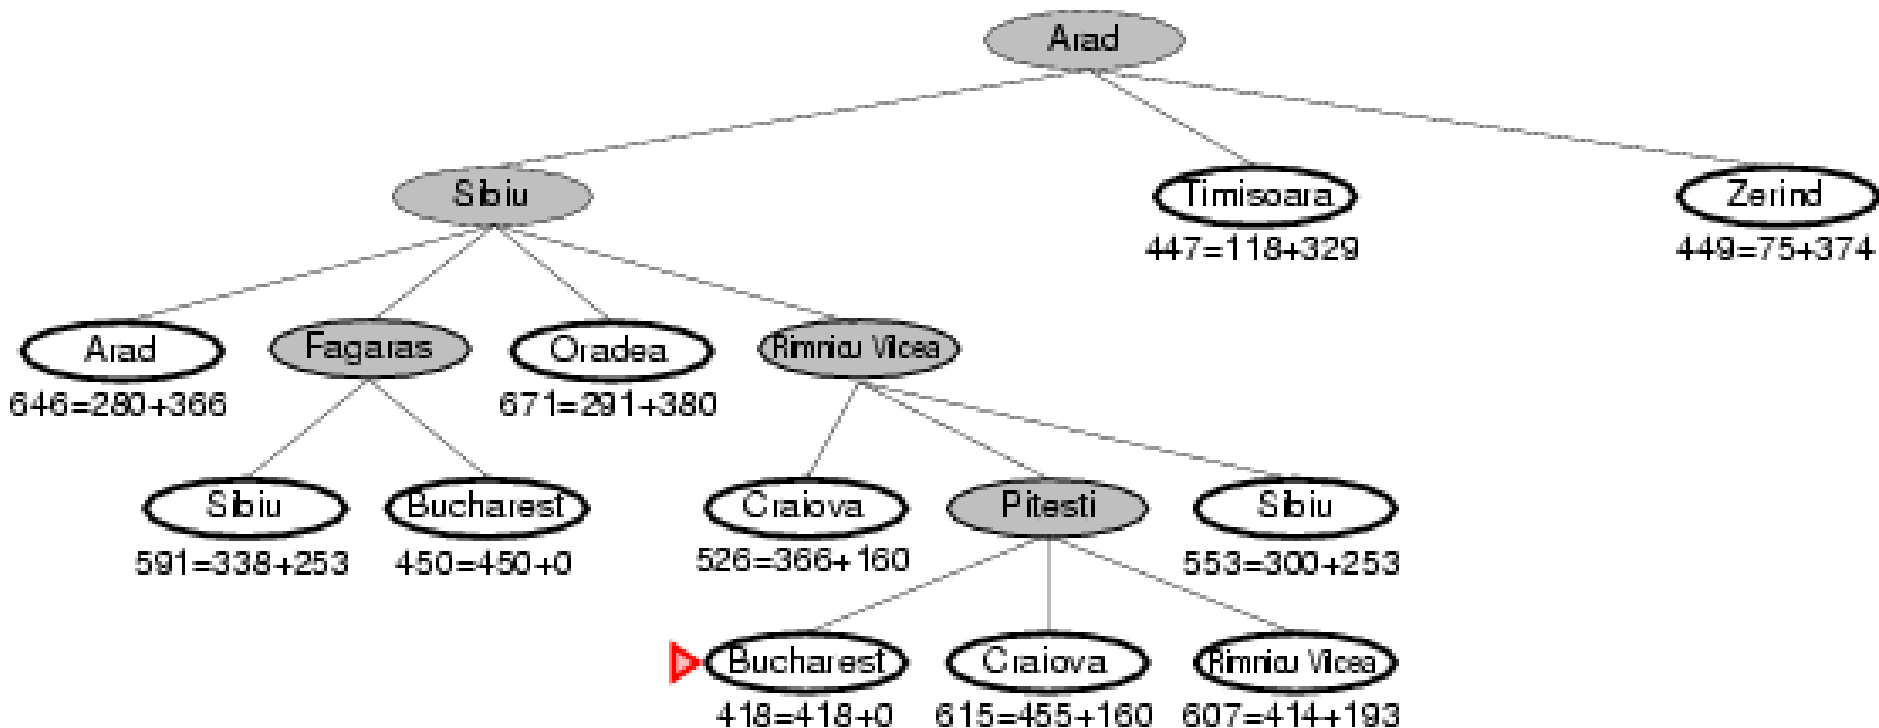 Arad
Sibiu Timisoara Zerind
447=118+329 449=75+374
Arad Fagaras Oradea Rimnicu Vilcea
646=280+366 671=291+380
Sibiu Bucharest Craiova Pitesti Sibiu
591=338+253 450=450+0 526=366+160 553=300+253
Bucharest Craiova Rimnicu Vilcea
418=418+0 615=455+160 607=414+193